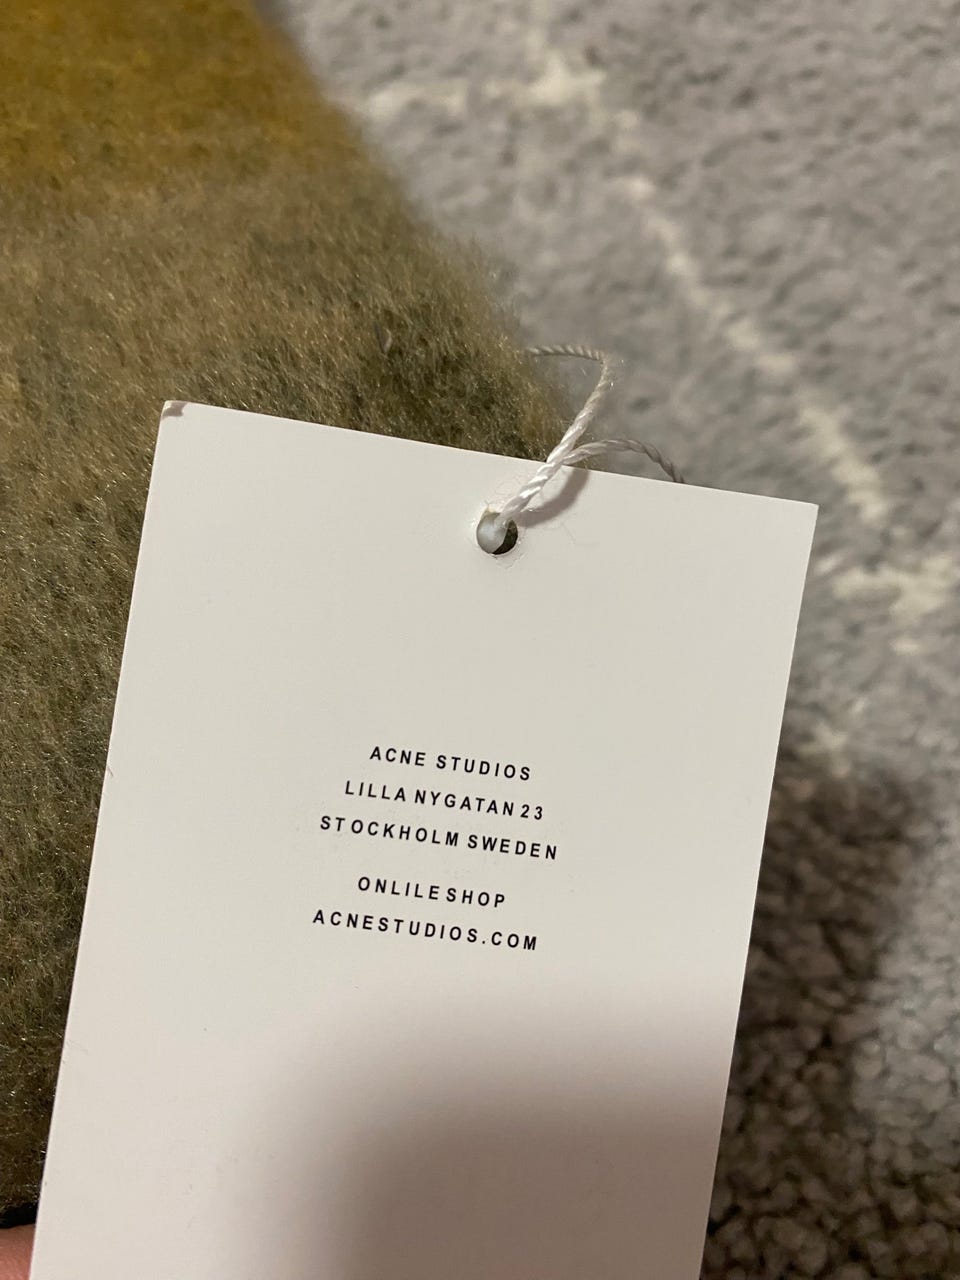 ACNE STUDIOS
LILLA NYGATAN 23
STOCKHOLM SWEDEN
ONLILE SHOP
ACNESTUDIOS.COM